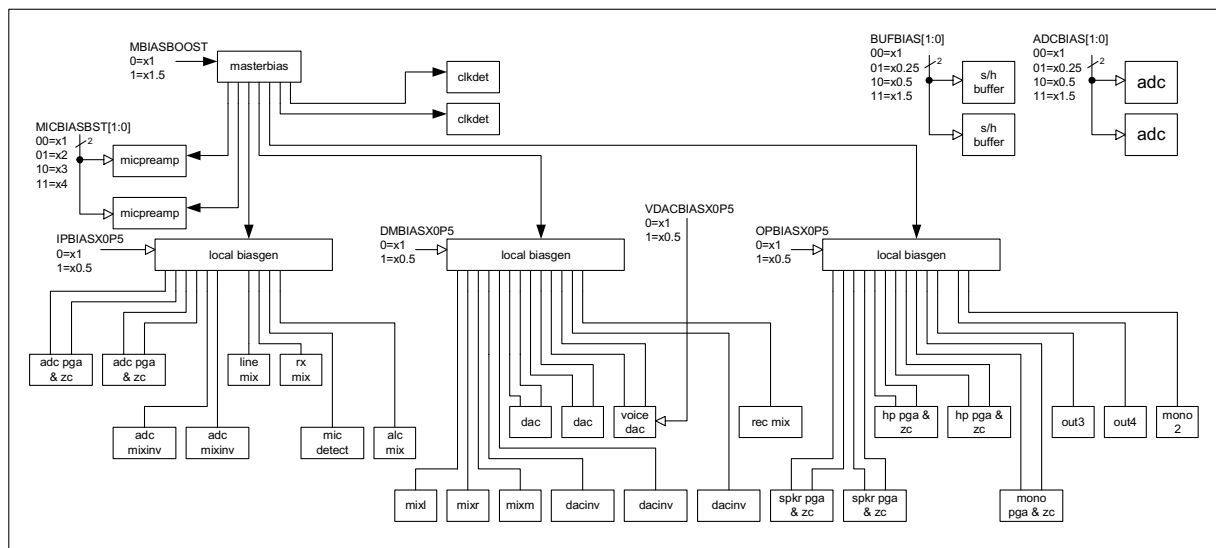 MBIASBOOST
0=x1
1=x1.5
masterbias
clkdet
clkdet
BUFBIAS[1:0]
00=x1
01=x0.25
10=x0.5
11=x1.5
2
s/h
buffer
s/h
buffer
ADCBIAS[1:0]
00=x1
01=x0.25
10=x0.5
11=x1.5
2
adc
adc
MICBIASBST[1:0]
00=x1
01=x2
10=x3
11=x4
2
micpreamp
micpreamp
IPBIASX0P5
0=x1
1=x0.5
local biasgen
DMBIASX0P5
0=x1
1=x0.5
local biasgen
VDACBIASX0P5
0=x1
1=x0.5
OPBIASX0P5
0=x1
1=x0.5
local biasgen
adc pga
& zc
adc pga
& zc
line
mix
rx
mix
adc
mixinv
adc
mixinv
mic
detect
alc
mix
dac
dac
voice
dac
rec mix
mixl
mixr
mixm
dacinv
dacinv
dacinv
hp pga &
zc
hp pga &
zc
out3
out4
mono
2
spkr pga
& zc
spkr pga
& zc
mono
pga & zc